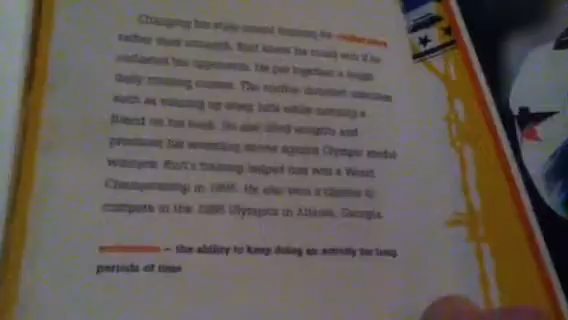 Changing his style meant training for endurance
rather than strength. Kurt knew he could win if he
outlasted his opponents. He put together a tough
daily training routine. The routine included exercises
such as running up steep hills while carrying a
friend on his back. He also lifted weights and
practiced his wrestling moves against Olympic medal
winners. Kurt's training helped him win a World
Championship in 1995. He also won a chance to
compete in the 1996 Olympics in Atlanta, Georgia.
endurance – the ability to keep doing an activity for long
periods of time